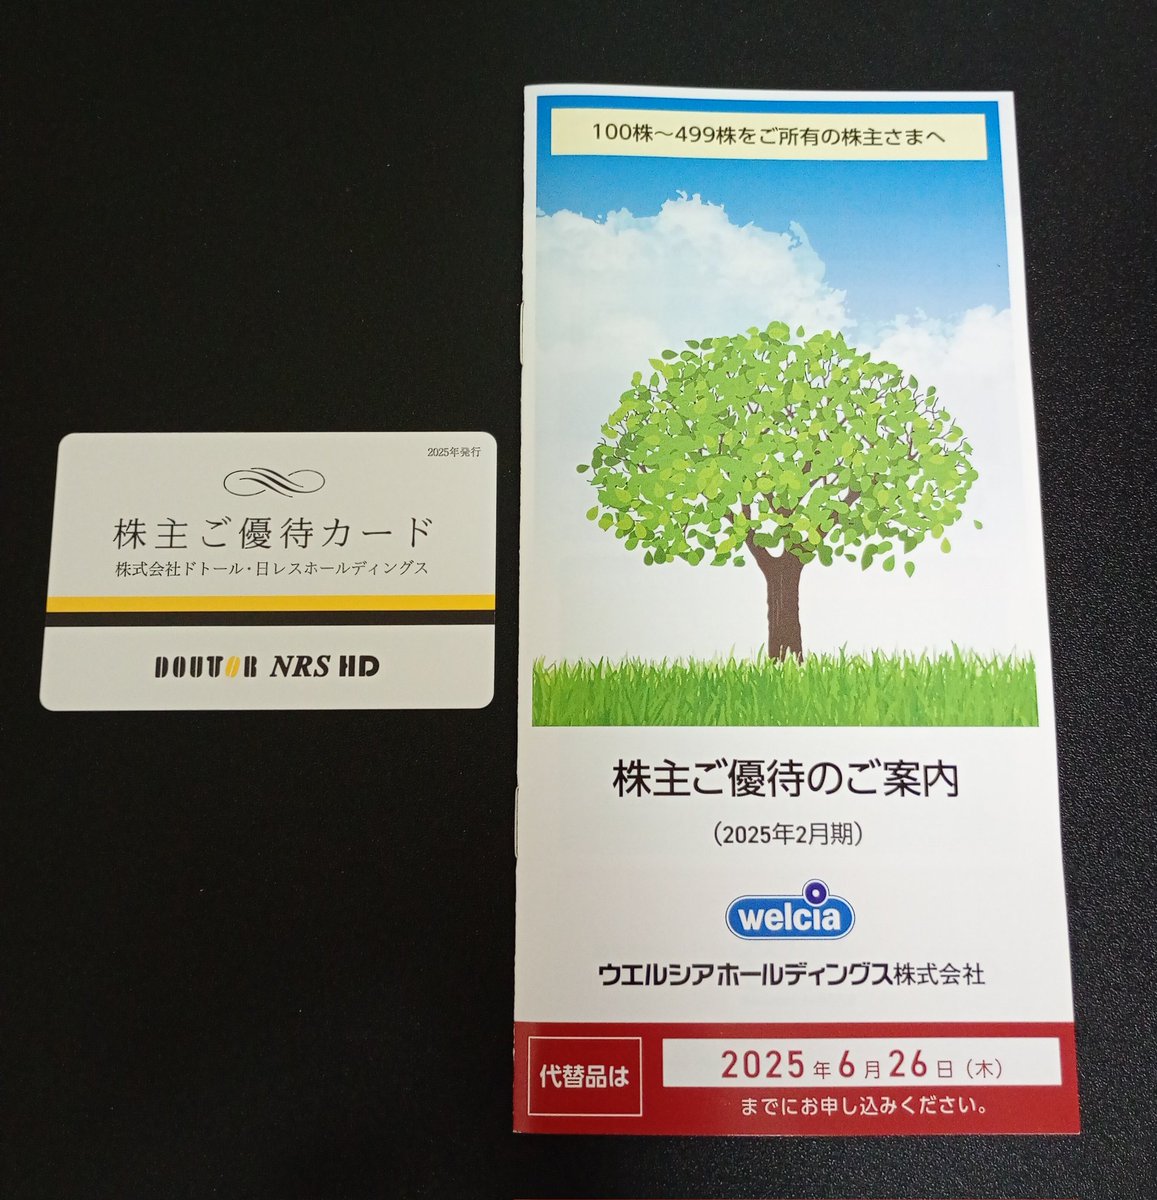 2025年発行
株主ご優待カード
株式会社ドトール・日レスホールディングス
DOUTOR NRS HD
100株～499株をご所有の株主さまへ
株主ご優待のご案内
(2025年2月期)
welcia
ウエルシアホールディングス株式会社
代替品は
2025年6月26日(木)
までにお申し込みください。